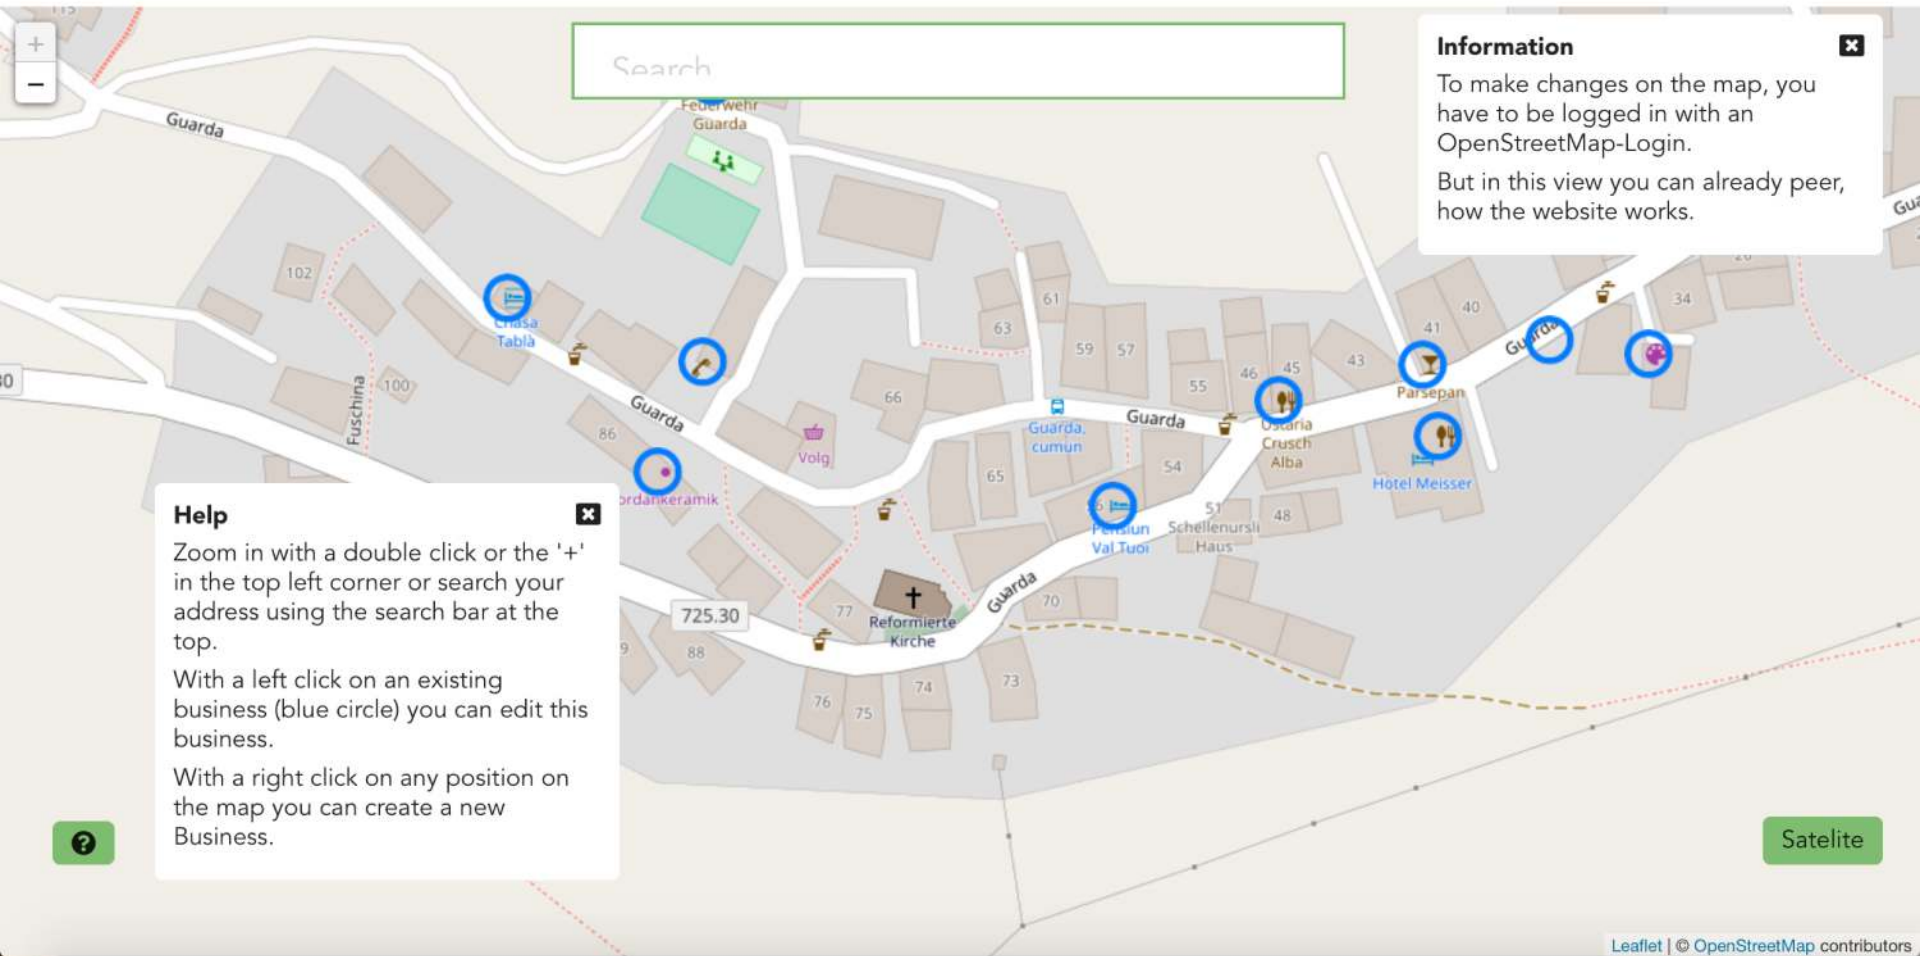 115
+
−
Search
Information
To make changes on the map, you
have to be logged in with an
OpenStreetMap-Login.
But in this view you can already peer,
how the website works.
Feuerwehr
Guarda
Guarda
102
61
63
59
57
34
40
41
43
45
46
55
Chasa
Tablà
Guarda
Parsepan
100
66
Fuschina
Guarda
Guarda
Guarda,
cumun
Ustaria
Crusch
Alba
86
Volg
65
54
Hotel Meisser
ordankeramik
51
Schellenursli
Haus
48
Pensiun
Val Tuoi
Help
Zoom in with a double click or the '+'
in the top left corner or search your
address using the search bar at the
top.
With a left click on an existing
business (blue circle) you can edit this
business.
With a right click on any position on
the map you can create a new
Business.
Guarda
725.30
77
70
Reformierte
Kirche
88
73
74
76
75
?
Satelite
Leaflet | © OpenStreetMap contributors